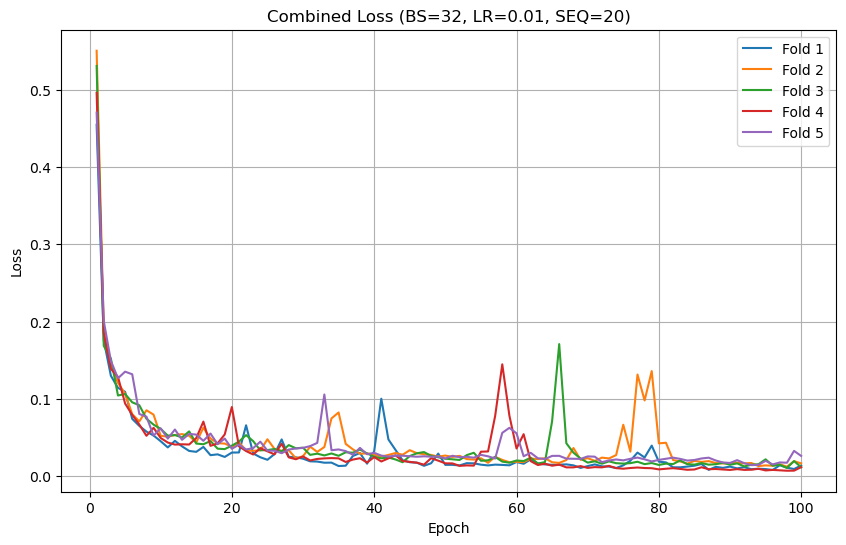 Combined Loss (BS=32, LR=0.01, SEQ=20)
Fold 1
Fold 2
Fold 3
Fold 4
Fold 5
Loss
0.5
0.4
0.3
0.2
0.1
0.0
0 20 40 60 80 100
Epoch